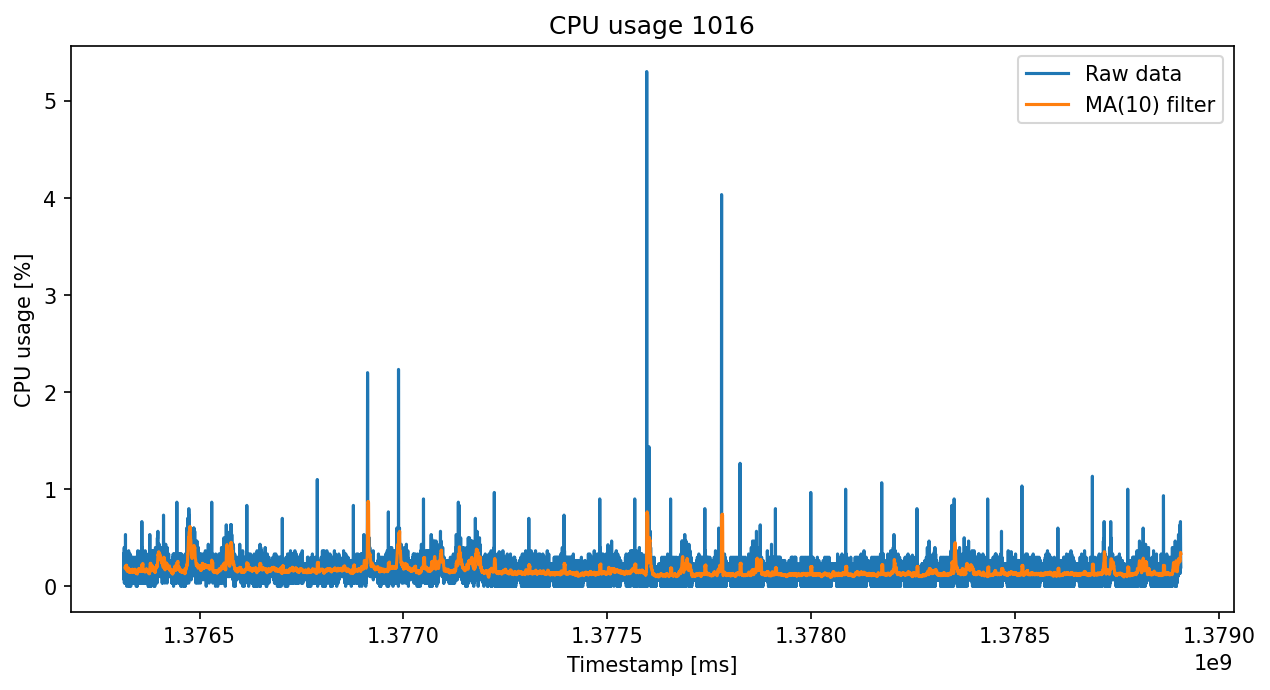 CPU usage 1016
Raw data
MA(10) filter
CPU usage [%]
5
4
3
2
1
0
1.3765 1.3770 1.3775 1.3780 1.3785 1.3790
1e9
Timestamp [ms]